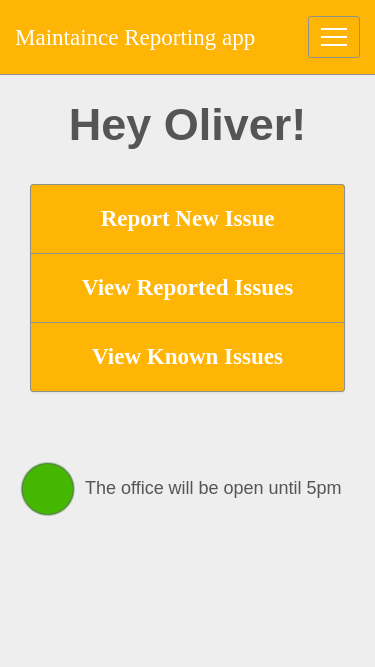 Maintaince Reporting app
Hey Oliver!
Report New Issue
View Reported Issues
View Known Issues
The office will be open until 5pm